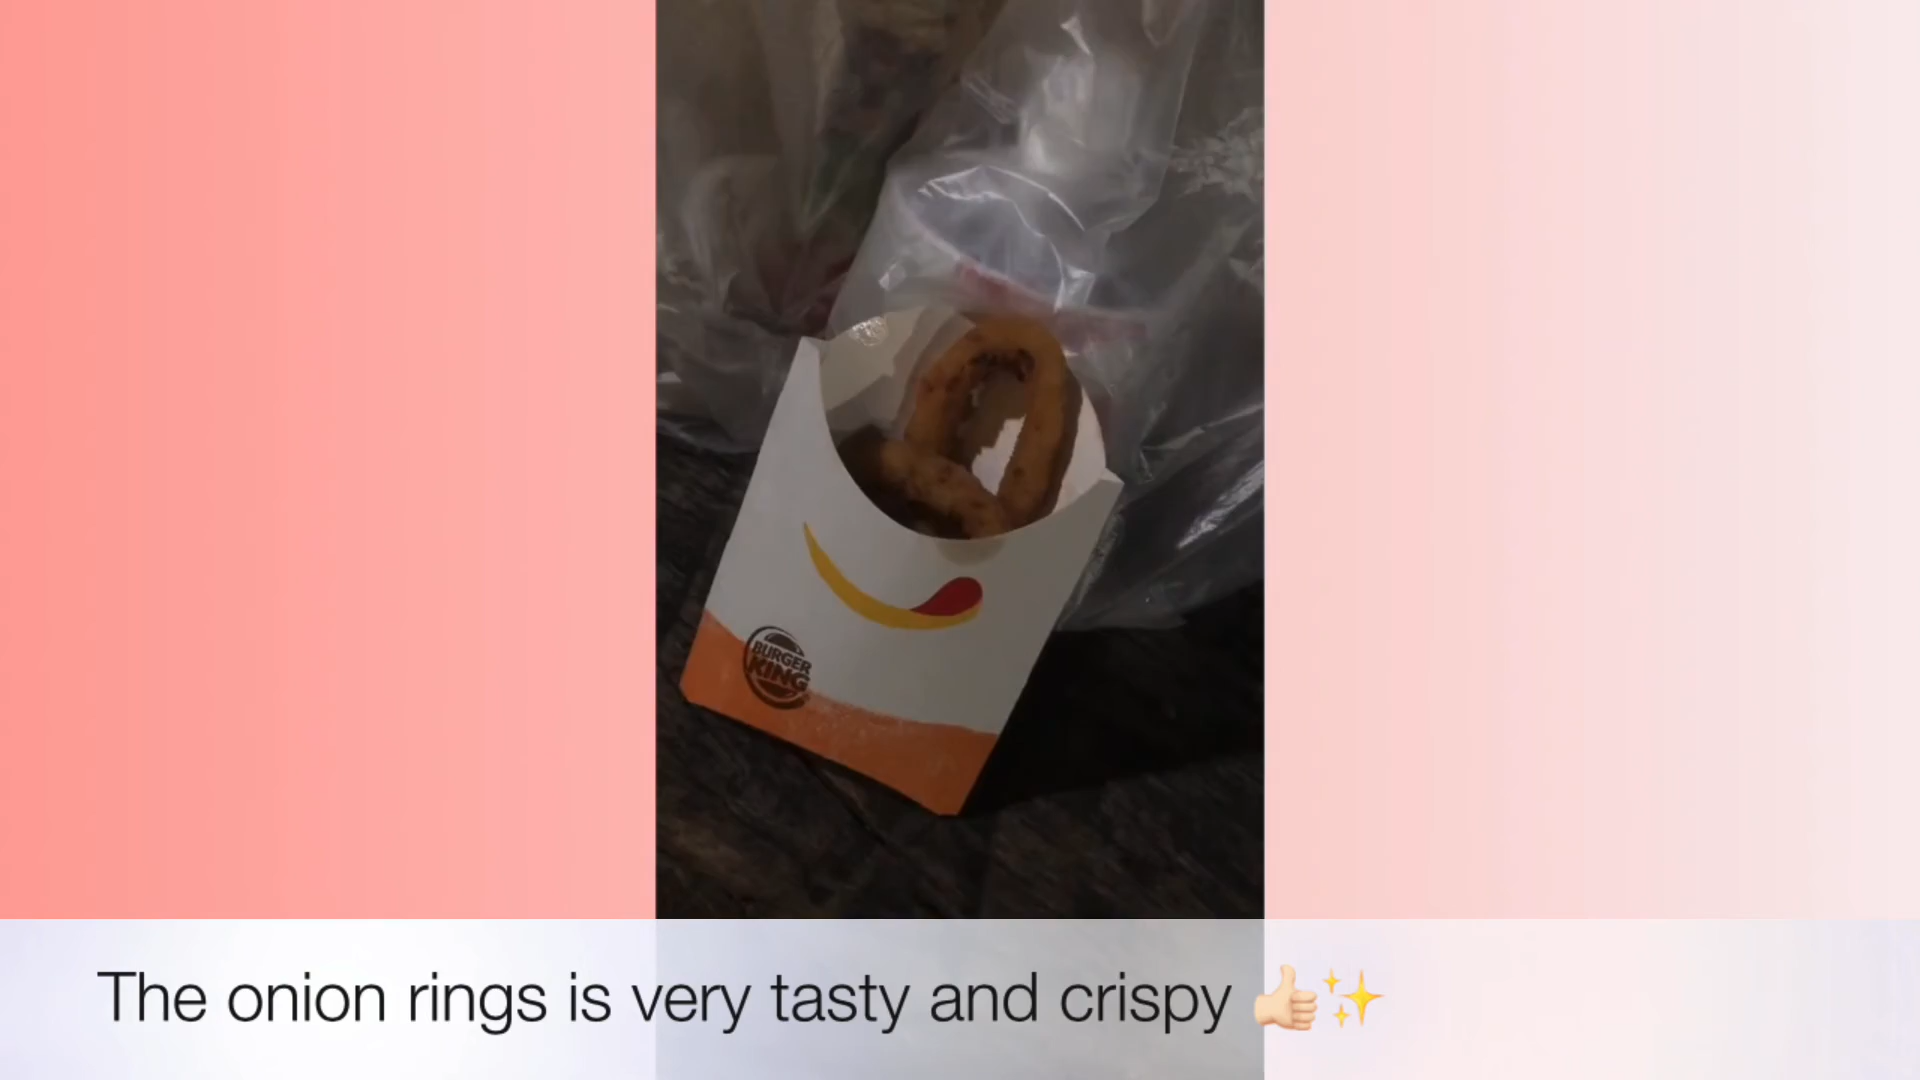 BURGER
KING
The onion rings is very tasty and crispy 👍🏻✨